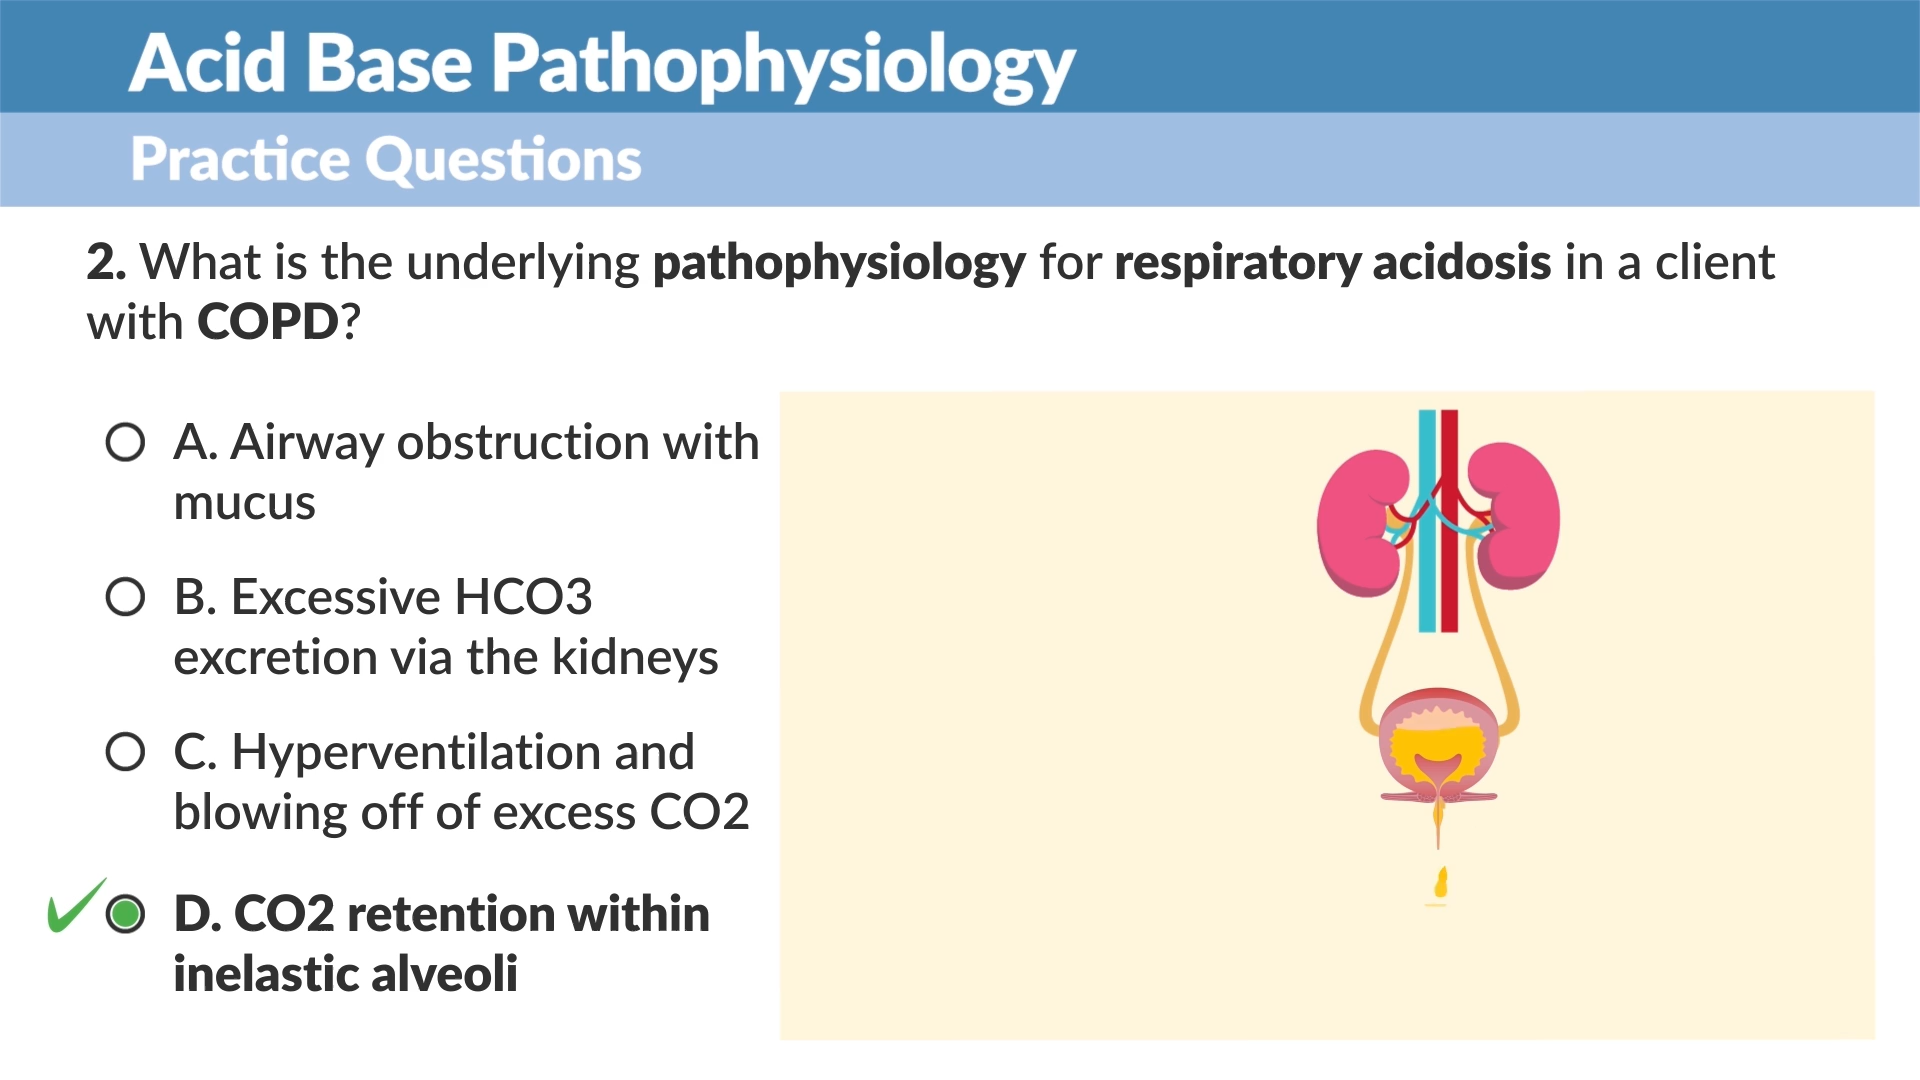 Acid Base Pathophysiology
Practice Questions
2. What is the underlying pathophysiology for respiratory acidosis in a client
with COPD?
A. Airway obstruction with
mucus
B. Excessive HCO3
excretion via the kidneys
C. Hyperventilation and
blowing off of excess CO2
D. CO2 retention within
inelastic alveoli